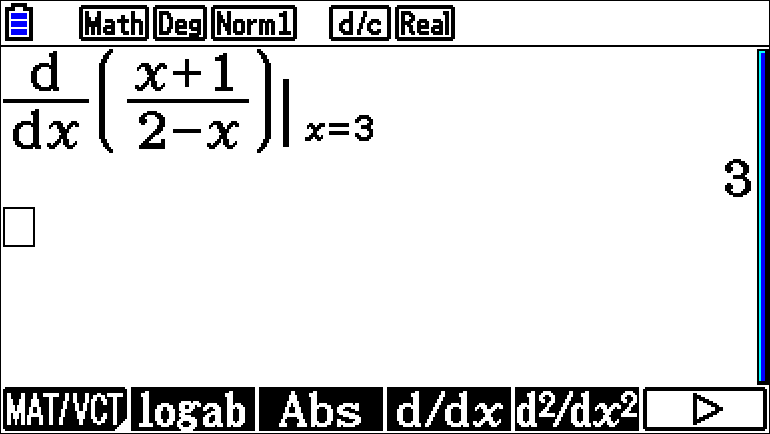 Math Deg Norm1 d/c Real
d/dx ( (x+1)/(2−x) ) | x=3
3
MAT/VCT logab Abs d/dx d²/dx² ▷